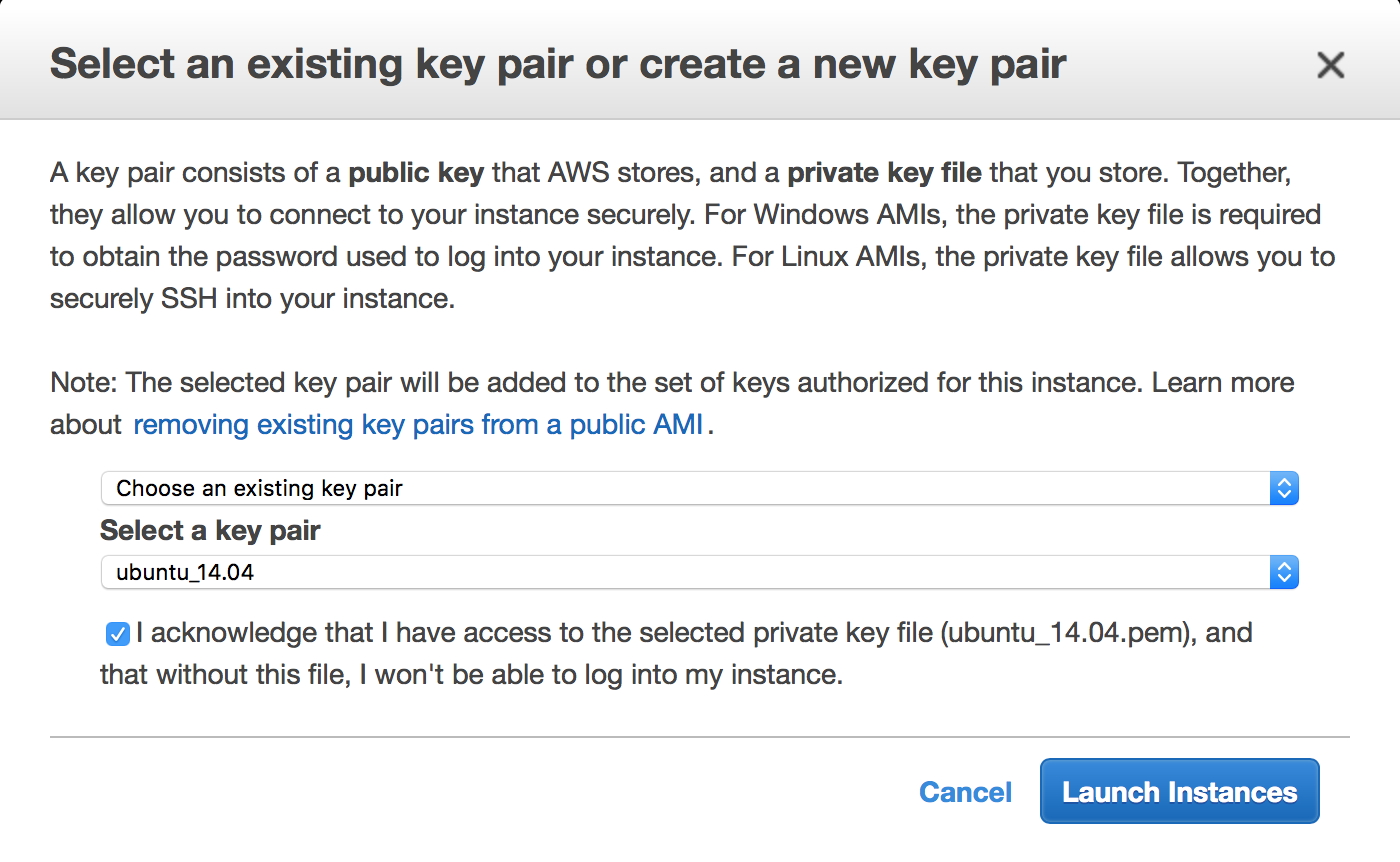 Select an existing key pair or create a new key pair
A key pair consists of a public key that AWS stores, and a private key file that you store. Together,
they allow you to connect to your instance securely. For Windows AMIs, the private key file is required
to obtain the password used to log into your instance. For Linux AMIs, the private key file allows you to
securely SSH into your instance.
Note: The selected key pair will be added to the set of keys authorized for this instance. Learn more
about removing existing key pairs from a public AMI.
Choose an existing key pair
Select a key pair
ubuntu_14.04
I acknowledge that I have access to the selected private key file (ubuntu_14.04.pem), and
that without this file, I won't be able to log into my instance.
Cancel Launch Instances